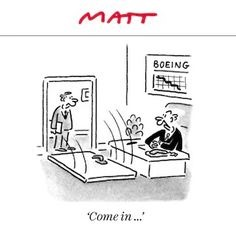 MATT
BOEING
‘Come in ...’